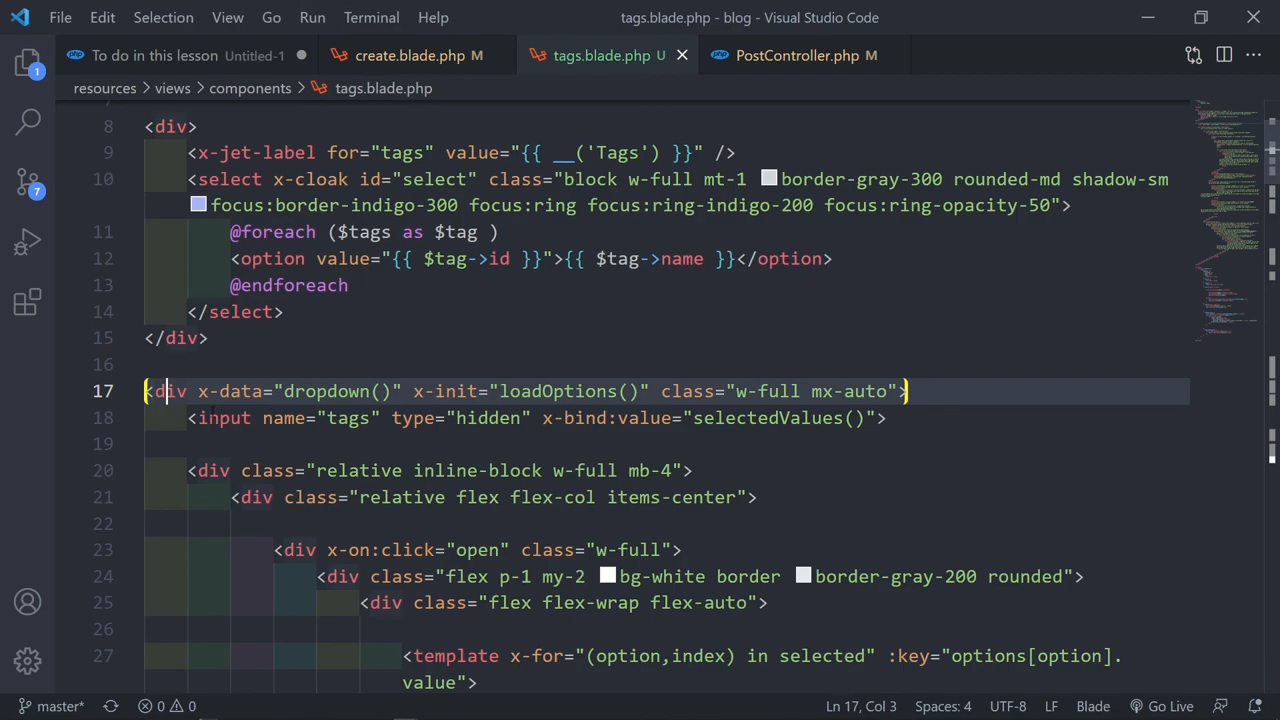 File Edit Selection View Go Run Terminal Help tags.blade.php - blog - Visual Studio Code
To do in this lesson Untitled-1 create.blade.php M tags.blade.php U PostController.php M
resources > views > components > tags.blade.php
8 <div>
9 <x-jet-label for="tags" value="{{ __('Tags') }}" />
10 <select x-cloak id="select" class="block w-full mt-1 border-gray-300 rounded-md shadow-sm
focus:border-indigo-300 focus:ring focus:ring-indigo-200 focus:ring-opacity-50">
11 @foreach ($tags as $tag )
12 <option value="{{ $tag->id }}">{{ $tag->name }}</option>
13 @endforeach
14 </select>
15 </div>
16
17 <div x-data="dropdown()" x-init="loadOptions()" class="w-full mx-auto">
18 <input name="tags" type="hidden" x-bind:value="selectedValues()">
19
20 <div class="relative inline-block w-full mb-4">
21 <div class="relative flex flex-col items-center">
22
23 <div x-on:click="open" class="w-full">
24 <div class="flex p-1 my-2 bg-white border border-gray-200 rounded">
25 <div class="flex flex-wrap flex-auto">
26
27 <template x-for="(option,index) in selected" :key="options[option].
value">
1
7
master* 0 0 Ln 17, Col 3 Spaces: 4 UTF-8 LF Blade Go Live